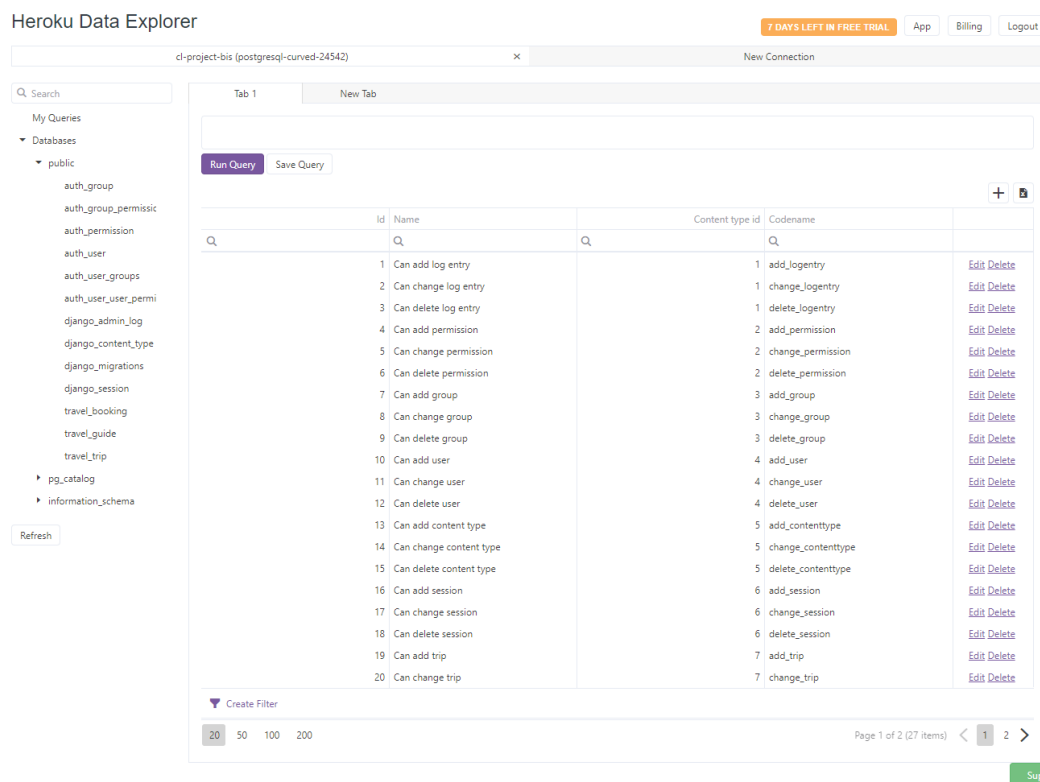 Heroku Data Explorer
7 DAYS LEFT IN FREE TRIAL App Billing Logout
cl-project-bis (postgresql-curved-24542) × New Connection
Search
My Queries
Databases
public
auth_group
auth_group_permissic
auth_permission
auth_user
auth_user_groups
auth_user_user_permi
django_admin_log
django_content_type
django_migrations
django_session
travel_booking
travel_guide
travel_trip
pg_catalog
information_schema
Refresh
Tab 1 New Tab
Run Query Save Query
Id Name Content type id Codename
1 Can add log entry 1 add_logentry Edit Delete
2 Can change log entry 1 change_logentry Edit Delete
3 Can delete log entry 1 delete_logentry Edit Delete
4 Can add permission 2 add_permission Edit Delete
5 Can change permission 2 change_permission Edit Delete
6 Can delete permission 2 delete_permission Edit Delete
7 Can add group 3 add_group Edit Delete
8 Can change group 3 change_group Edit Delete
9 Can delete group 3 delete_group Edit Delete
10 Can add user 4 add_user Edit Delete
11 Can change user 4 change_user Edit Delete
12 Can delete user 4 delete_user Edit Delete
13 Can add content type 5 add_contenttype Edit Delete
14 Can change content type 5 change_contenttype Edit Delete
15 Can delete content type 5 delete_contenttype Edit Delete
16 Can add session 6 add_session Edit Delete
17 Can change session 6 change_session Edit Delete
18 Can delete session 6 delete_session Edit Delete
19 Can add trip 7 add_trip Edit Delete
20 Can change trip 7 change_trip Edit Delete
Create Filter
20 50 100 200 Page 1 of 2 (27 items) 1 2